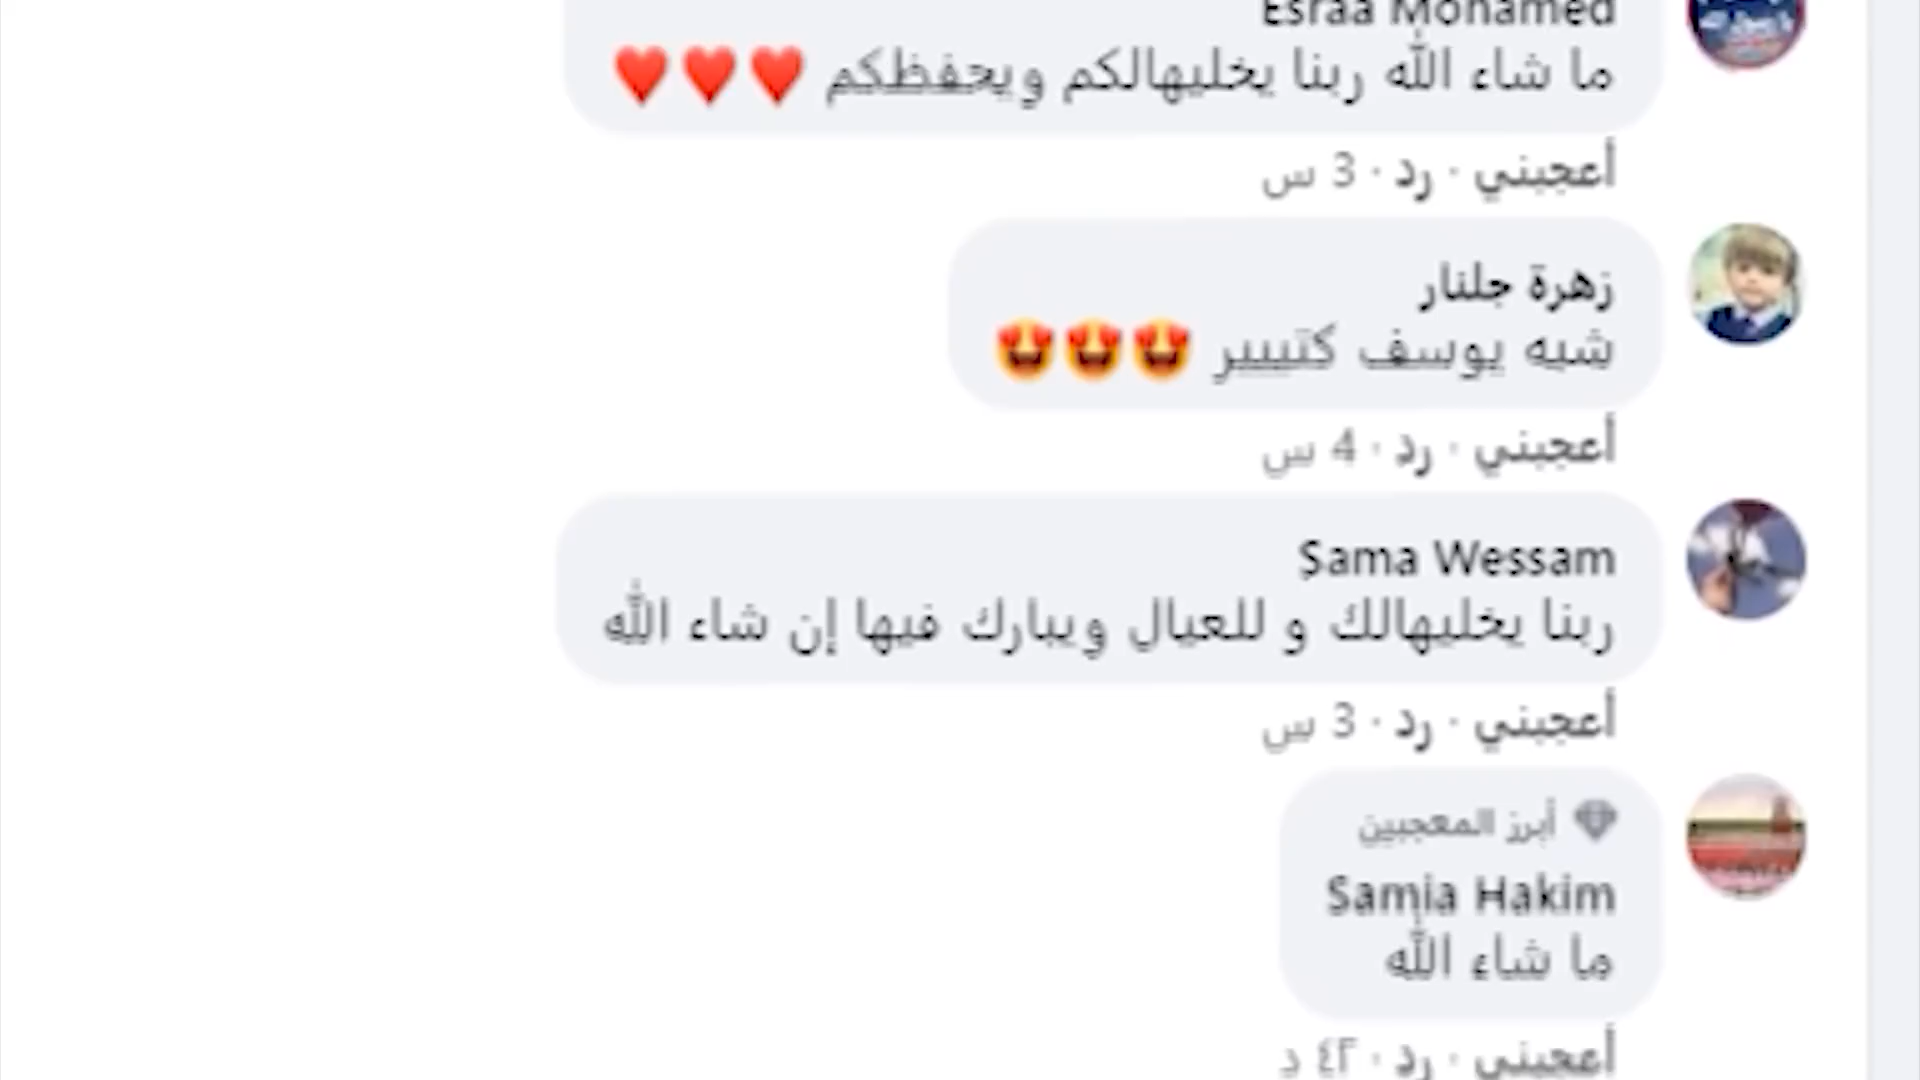 Esraa Mohamed
ما شاء الله ربنا يخليهالكم ويحفظكم ❤️❤️❤️
أعجبني · رد · 3 س
زهرة جلنار
شبه يوسف كتيييير 😍😍😍
أعجبني · رد · 4 س
Sama Wessam
ربنا يخليهالك و للعيال ويبارك فيها إن شاء الله
أعجبني · رد · 3 س
أبرز المعجبين
Samia Hakim
ما شاء الله
أعجبني · رد · ٤٢ د